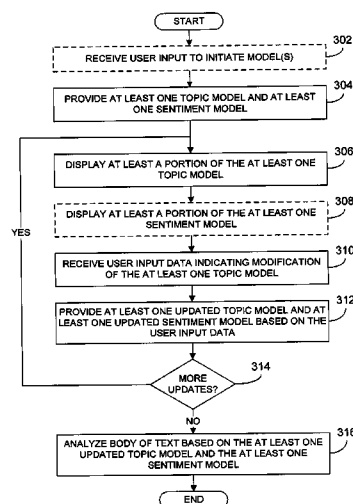 START
302
RECEIVE USER INPUT TO INITIATE MODEL(S)
304
PROVIDE AT LEAST ONE TOPIC MODEL AND AT LEAST
ONE SENTIMENT MODEL
306
DISPLAY AT LEAST A PORTION OF THE AT LEAST ONE
TOPIC MODEL
YES
308
DISPLAY AT LEAST A PORTION OF THE AT LEAST ONE
SENTIMENT MODEL
310
RECEIVE USER INPUT DATA INDICATING MODIFICATION
OF THE AT LEAST ONE TOPIC MODEL
312
PROVIDE AT LEAST ONE UPDATED TOPIC MODEL AND AT
LEAST ONE UPDATED SENTIMENT MODEL BASED ON THE
USER INPUT DATA
314
MORE
UPDATES?
NO
316
ANALYZE BODY OF TEXT BASED ON THE AT LEAST ONE
UPDATED TOPIC MODEL AND THE AT LEAST ONE
SENTIMENT MODEL
END